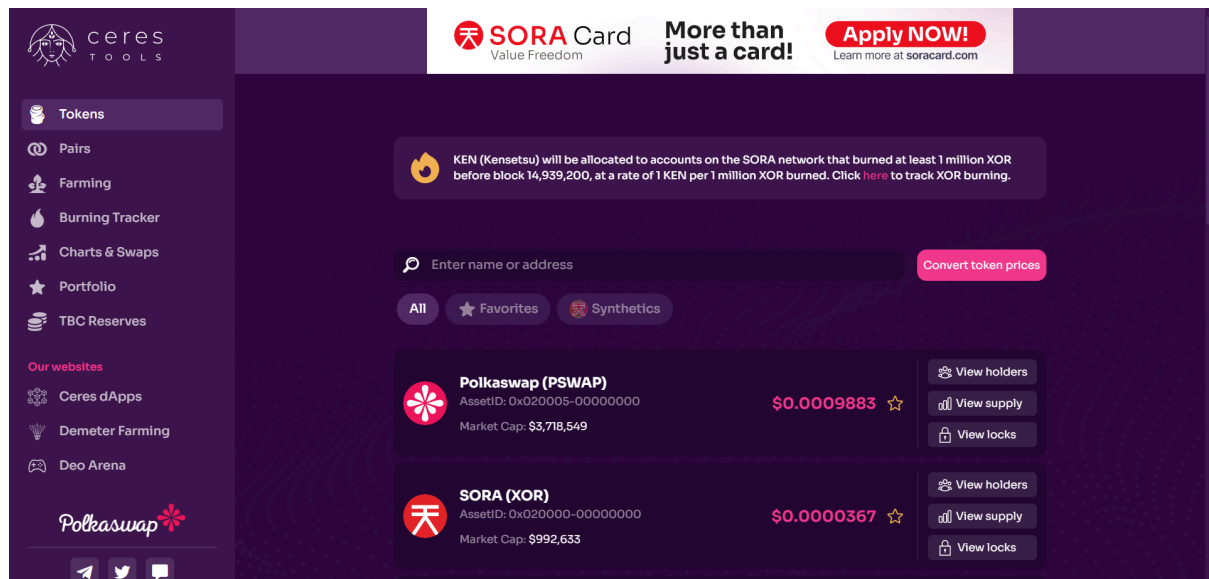 ceres
TOOLS
Tokens
Pairs
Farming
Burning Tracker
Charts & Swaps
Portfolio
TBC Reserves
Our websites
Ceres dApps
Demeter Farming
Deo Arena
Polkaswap
SORA Card
Value Freedom
More than
just a card!
Apply NOW!
Learn more at soracard.com
KEN (Kensetsu) will be allocated to accounts on the SORA network that burned at least 1 million XOR
before block 14,939,200, at a rate of 1 KEN per 1 million XOR burned. Click here to track XOR burning.
Enter name or address
Convert token prices
All
Favorites
Synthetics
Polkaswap (PSWAP)
AssetID: 0x020005-00000000
Market Cap: $3,718,549
$0.0009883
View holders
View supply
View locks
SORA (XOR)
AssetID: 0x020000-00000000
Market Cap: $992,633
$0.0000367
View holders
View supply
View locks